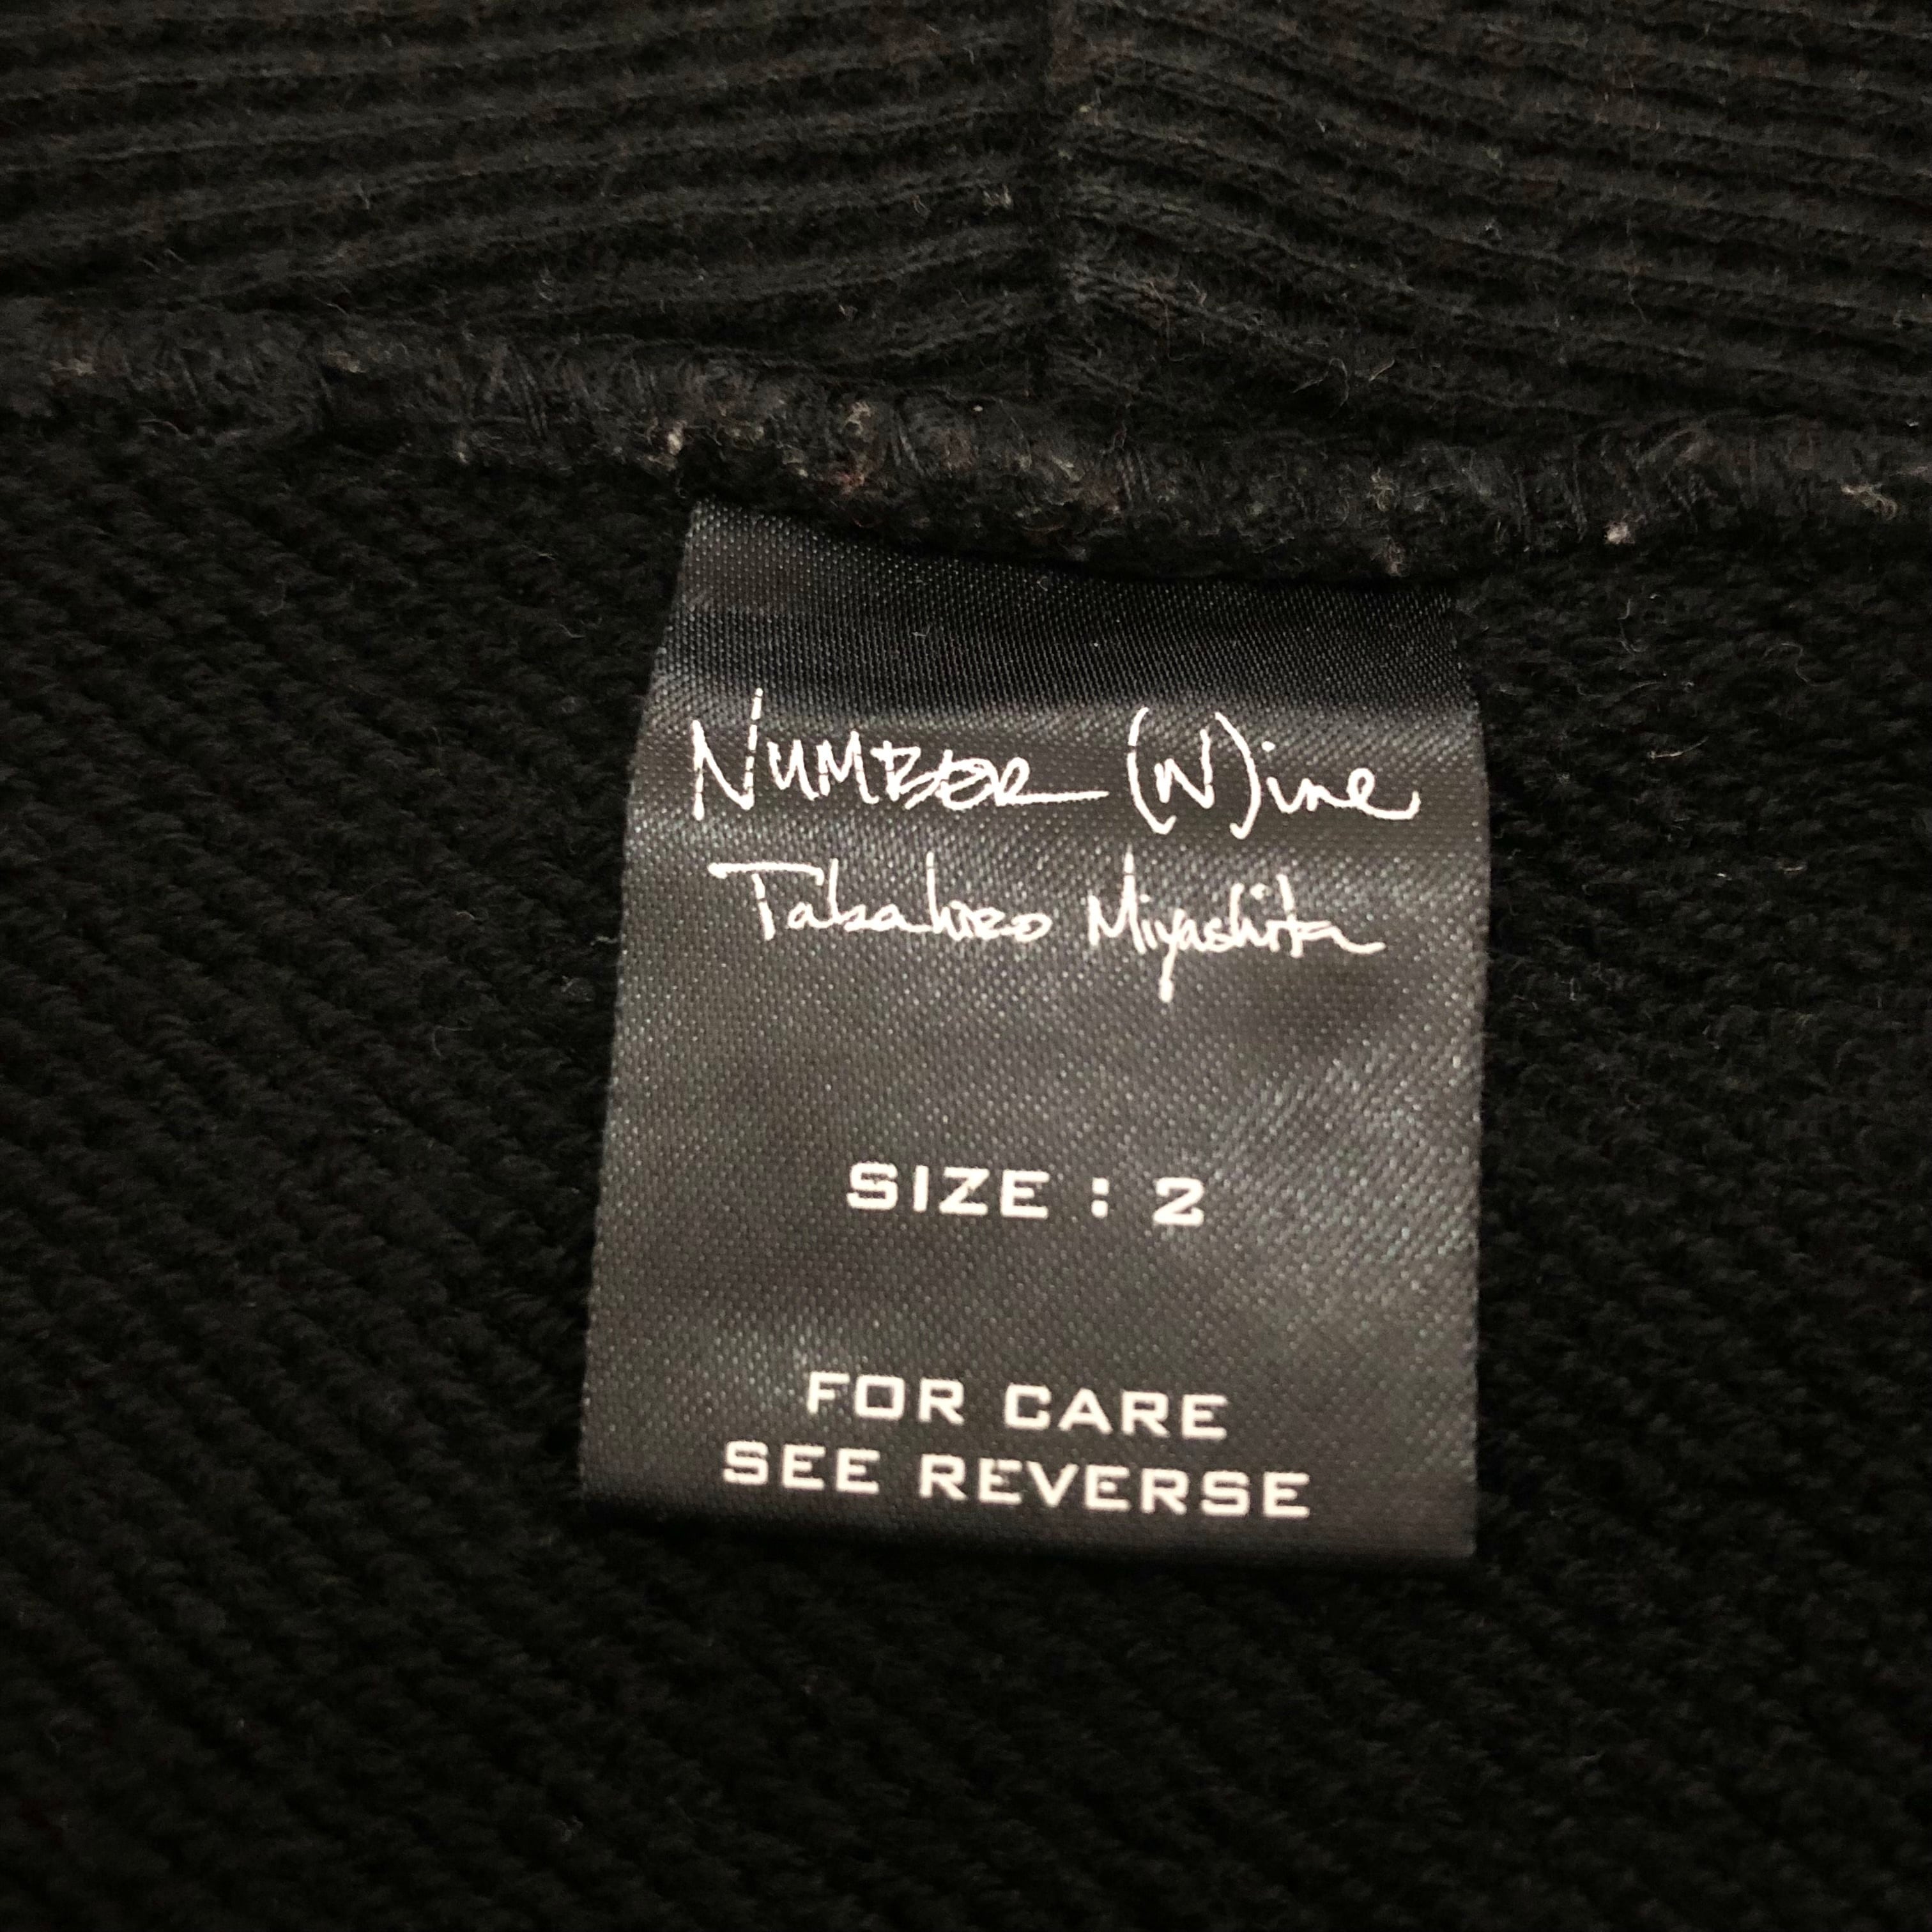 NUMBER (N)ine
Takahiro Miyashita
SIZE : 2
FOR CARE
SEE REVERSE